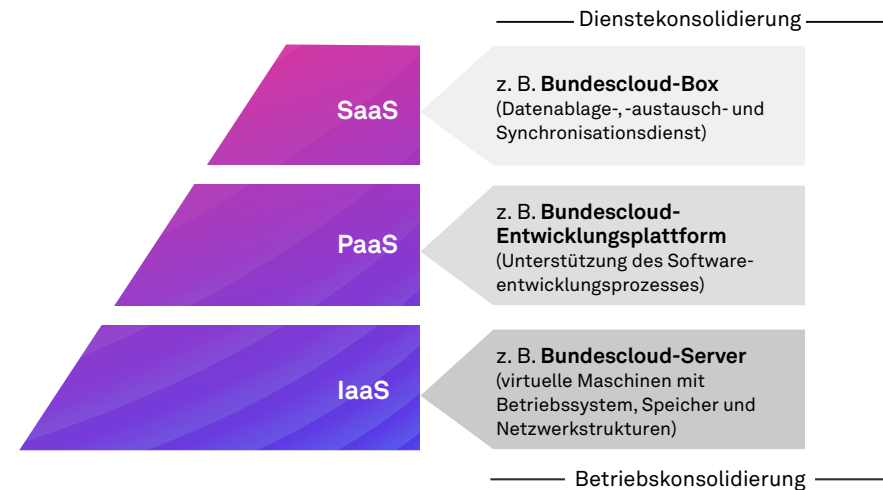 Dienstekonsolidierung
SaaS
z. B. Bundescloud-Box
(Datenablage-, -austausch- und
Synchronisationsdienst)
PaaS
z. B. Bundescloud-
Entwicklungsplattform
(Unterstützung des Software-
entwicklungsprozesses)
IaaS
z. B. Bundescloud-Server
(virtuelle Maschinen mit
Betriebssystem, Speicher und
Netzwerkstrukturen)
Betriebskonsolidierung